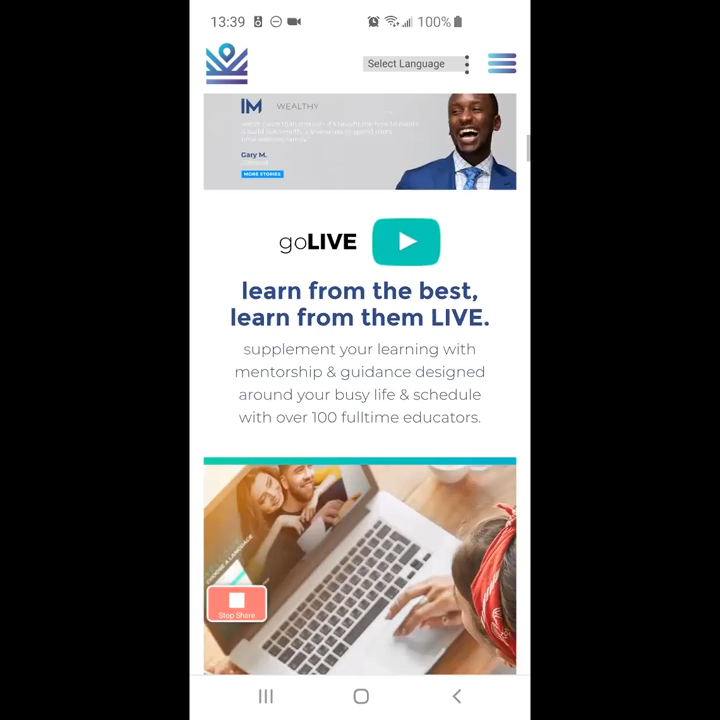 13:39
100%
Select Language
IM WEALTHY
Gary M.
MORE STORIES
goLIVE
learn from the best,
learn from them LIVE.
supplement your learning with
mentorship & guidance designed
around your busy life & schedule
with over 100 fulltime educators.
CHOOSE A LANGUAGE
Stop Share